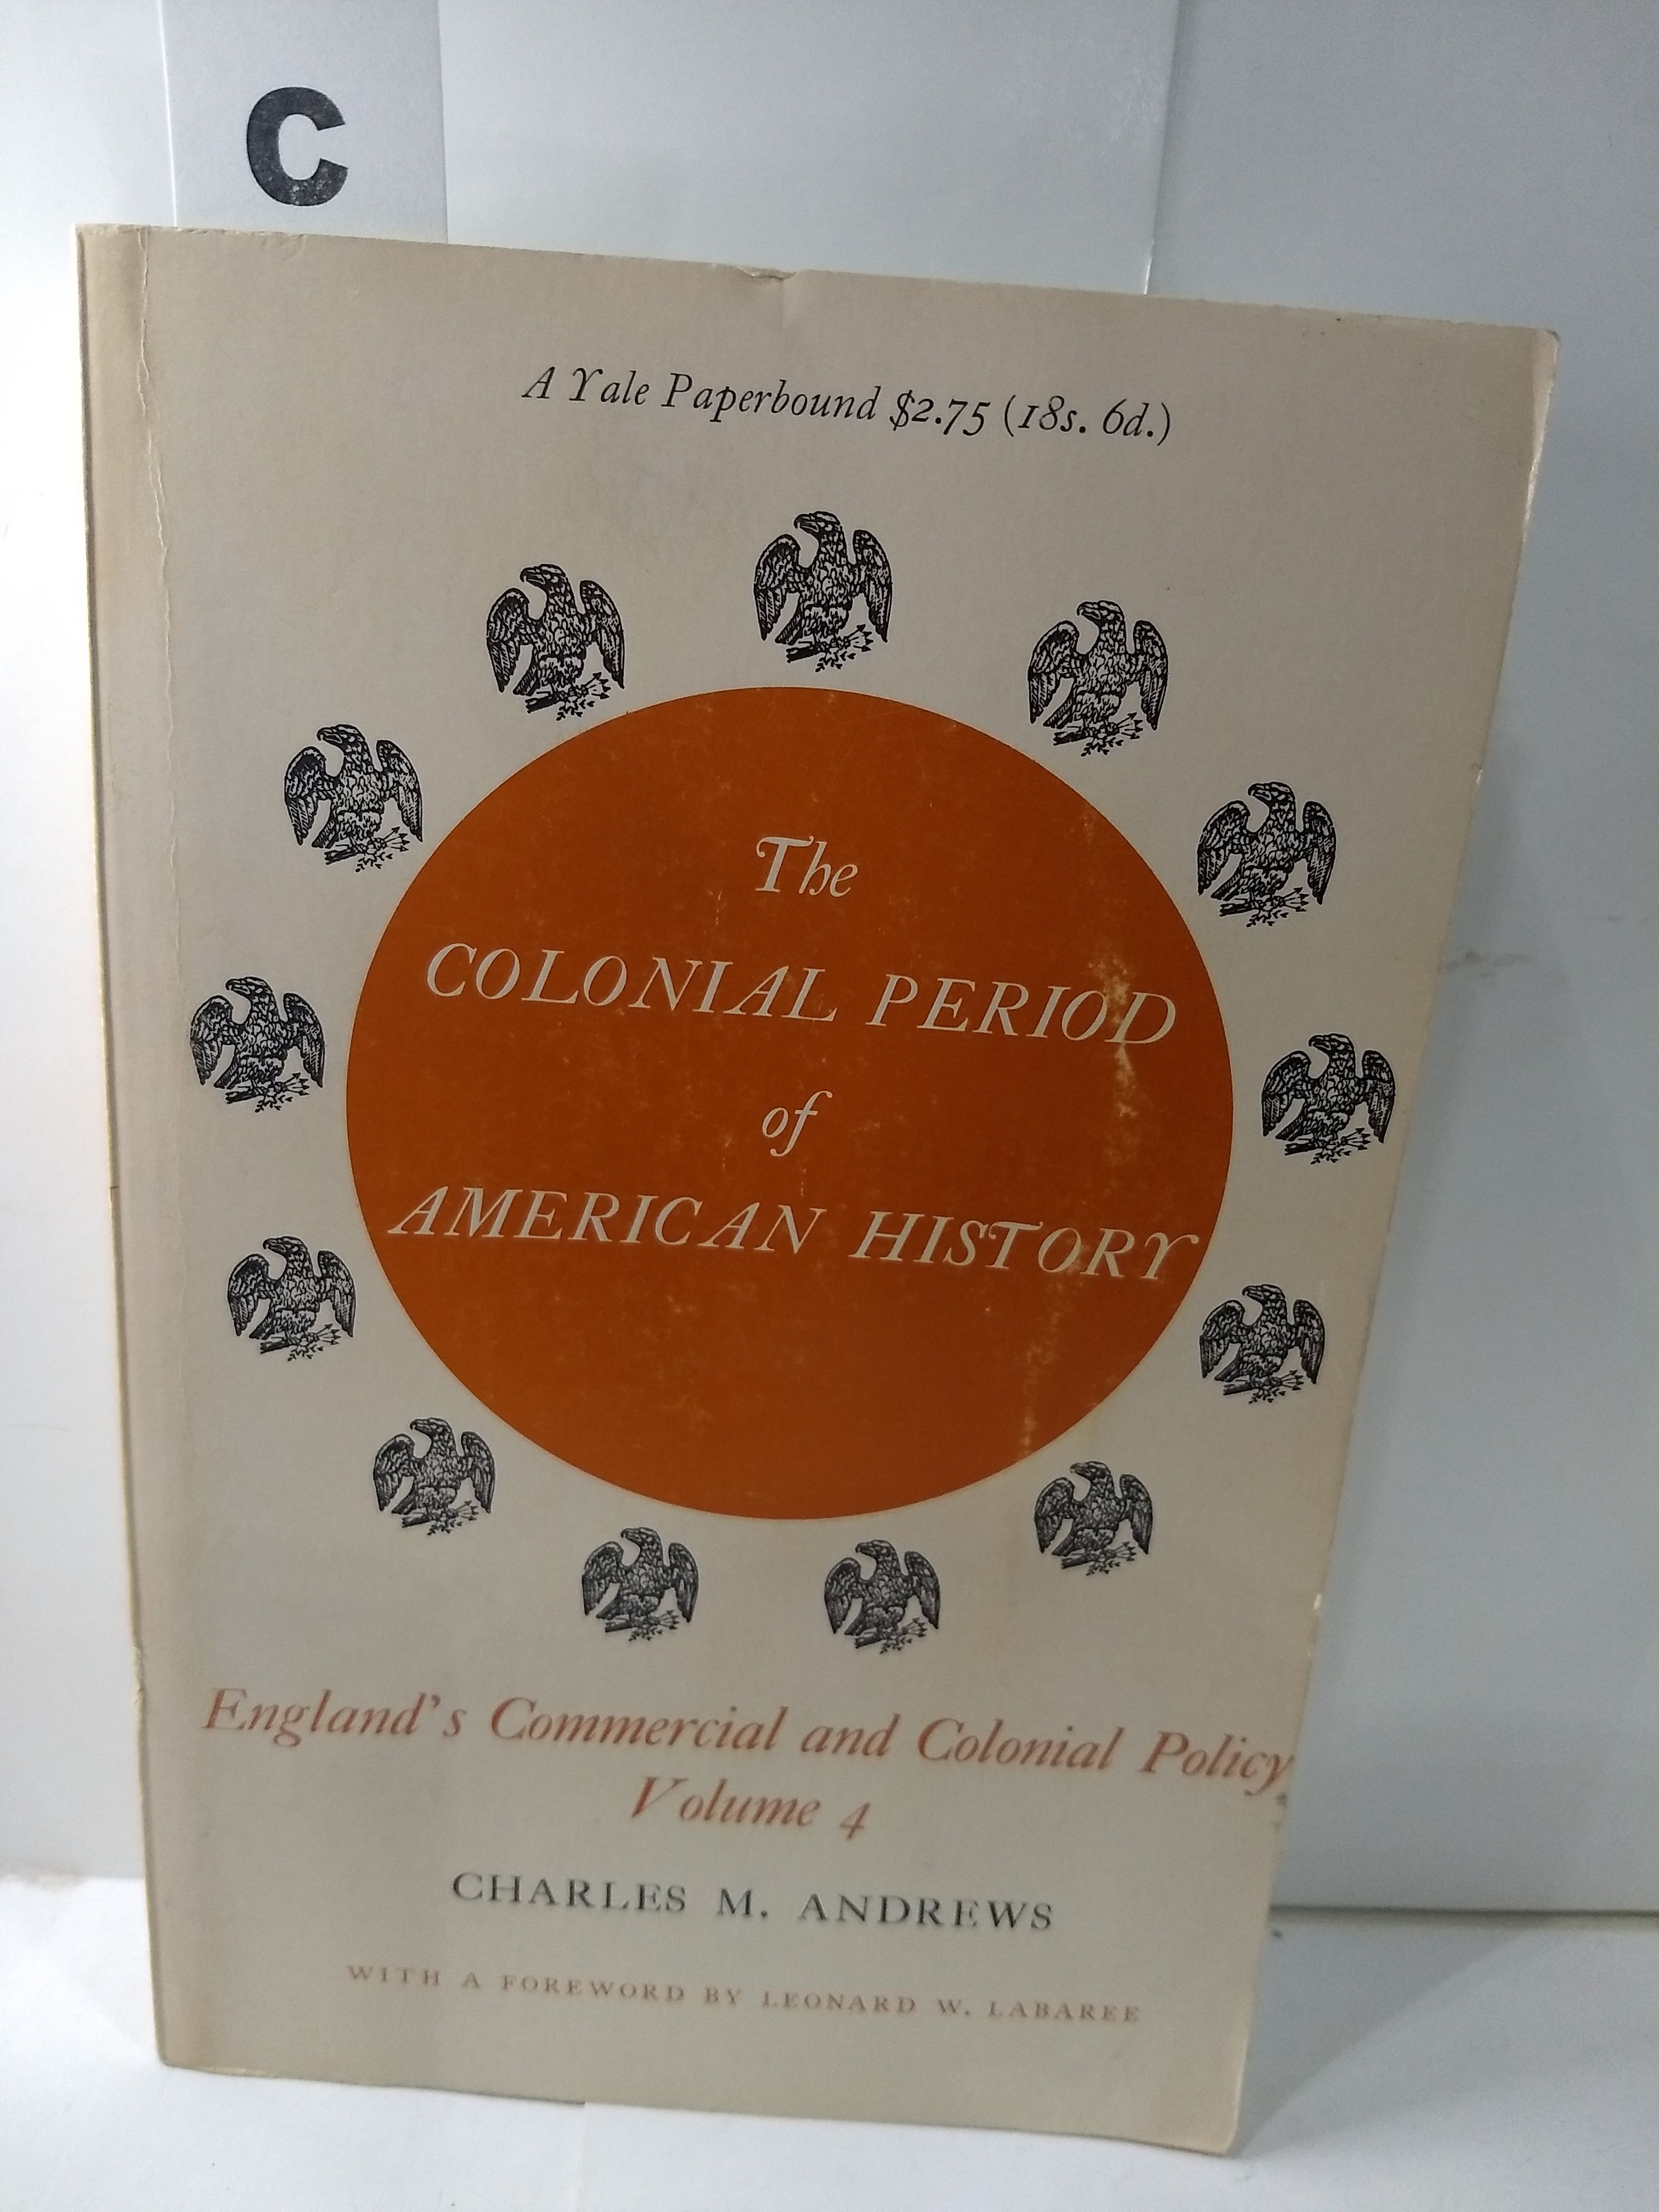 C
A Yale Paperbound $2.75 (18s. 6d.)
The
COLONIAL PERIOD
of
AMERICAN HISTORY
England's Commercial and Colonial Policy
Volume 4
CHARLES M. ANDREWS
WITH A FOREWORD BY LEONARD W. LABAREE